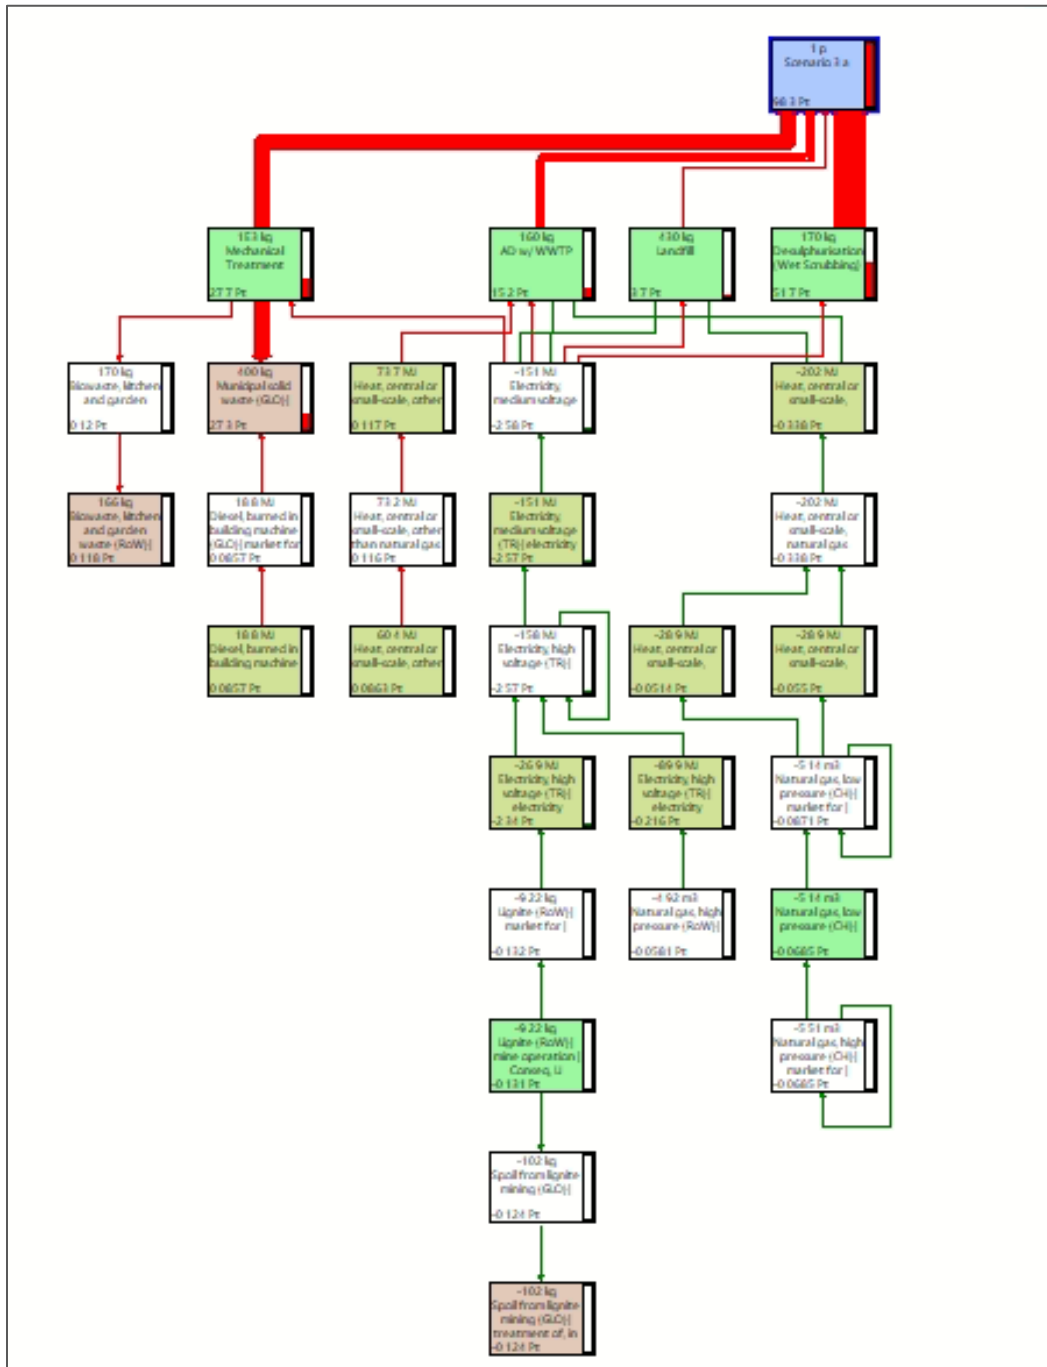 1 p
Scenario 3 a
98.3 Pt
153 kg
Mechanical
Treatment
27.7 Pt
160 kg
AD w/ WWTP
15.2 Pt
430 kg
Landfill
3.7 Pt
170 kg
Desulphurisation
(Wet Scrubbing)
51.7 Pt
170 kg
Biowaste, kitchen
and garden
0.12 Pt
400 kg
Municipal solid
waste {GLO}|
27.3 Pt
73.7 MJ
Heat, central or
small-scale, other
0.117 Pt
-151 MJ
Electricity,
medium voltage
-2.58 Pt
-202 MJ
Heat, central or
small-scale,
-0.338 Pt
166 kg
Biowaste, kitchen
and garden
waste {RoW}|
0.118 Pt
18.8 MJ
Diesel, burned in
building machine
{GLO}| market for
0.0857 Pt
73.2 MJ
Heat, central or
small-scale, other
than natural gas
0.116 Pt
-151 MJ
Electricity,
medium voltage
{TR}| electricity
-2.57 Pt
-202 MJ
Heat, central or
small-scale,
natural gas
-0.338 Pt
18.8 MJ
Diesel, burned in
building machine
0.0857 Pt
60.4 MJ
Heat, central or
small-scale, other
0.0863 Pt
-158 MJ
Electricity, high
voltage {TR}|
-2.57 Pt
-28.9 MJ
Heat, central or
small-scale,
-0.0514 Pt
-28.9 MJ
Heat, central or
small-scale,
-0.055 Pt
-26.9 MJ
Electricity, high
voltage {TR}|
electricity
-2.34 Pt
-89.9 MJ
Electricity, high
voltage {TR}|
electricity
-0.216 Pt
-5.14 m3
Natural gas, low
pressure {CH}|
market for |
-0.0871 Pt
-9.22 kg
Lignite {RoW}|
market for |
-0.132 Pt
-4.92 m3
Natural gas, high
pressure {RoW}|
-0.0581 Pt
-5.14 m3
Natural gas, low
pressure {CH}|
-0.0685 Pt
-9.22 kg
Lignite {RoW}|
mine operation |
Conseq, U
-0.131 Pt
-5.51 m3
Natural gas, high
pressure {CH}|
market for |
-0.0685 Pt
-102 kg
Spoil from lignite
mining {GLO}|
-0.124 Pt
-102 kg
Spoil from lignite
mining {GLO}|
treatment of, in
-0.124 Pt